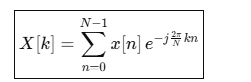 X[k] = \sum_{n=0}^{N-1} x[n] e^{-j\frac{2\pi}{N}kn}